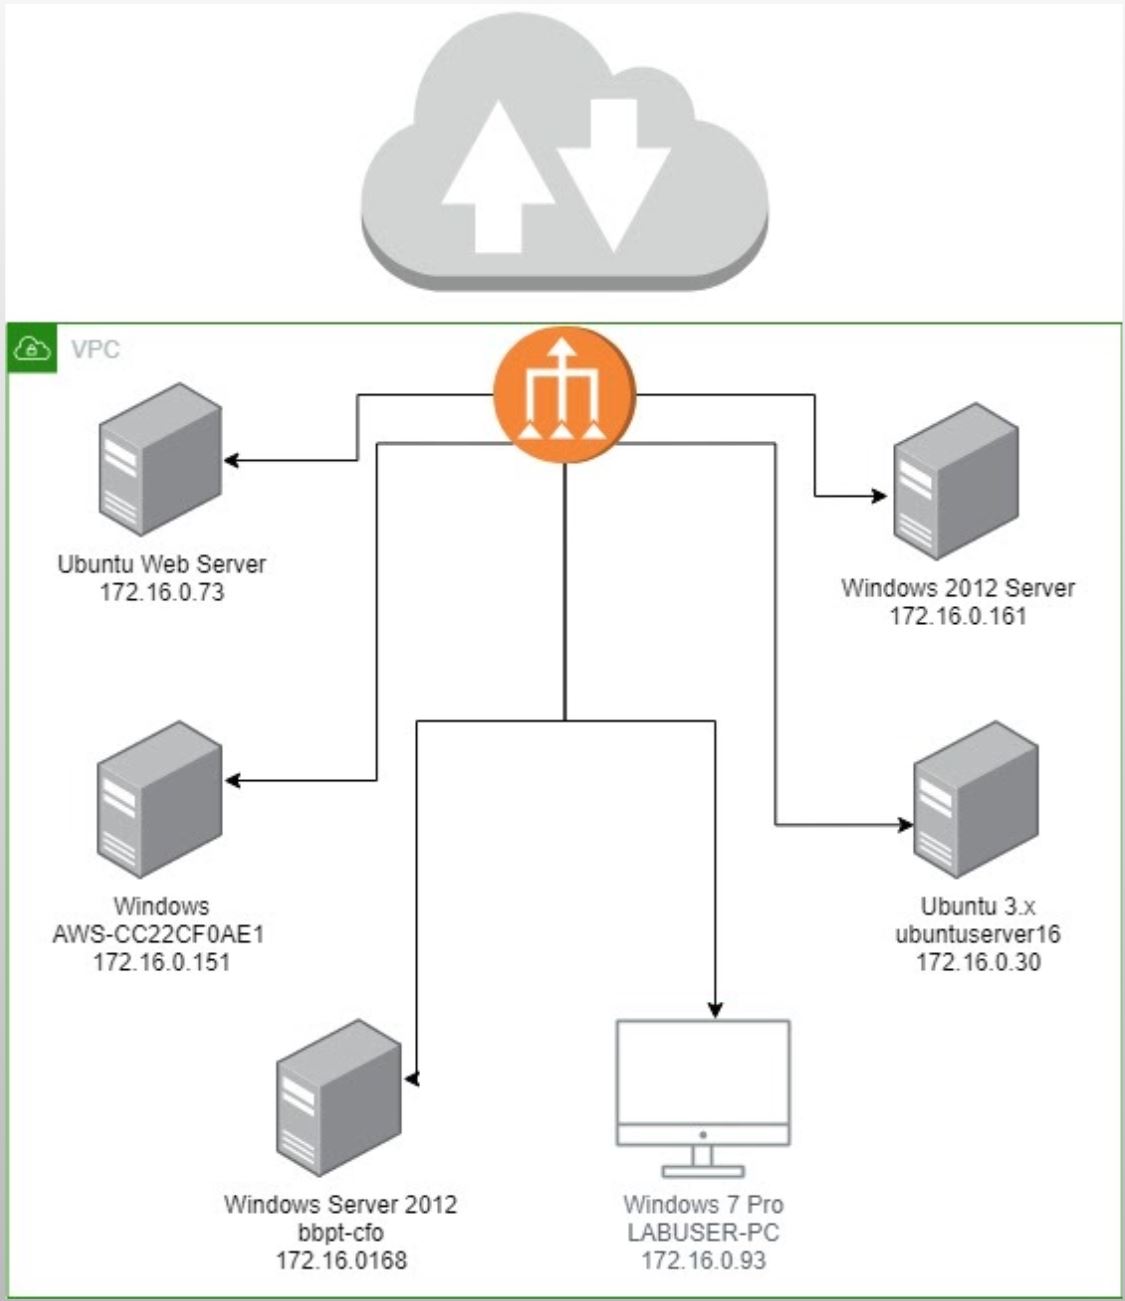 VPC
Ubuntu Web Server
172.16.0.73
Windows 2012 Server
172.16.0.161
Windows
AWS-CC22CF0AE1
172.16.0.151
Ubuntu 3.x
ubuntuserver16
172.16.0.30
Windows Server 2012
bbpt-cfo
172.16.0168
Windows 7 Pro
LABUSER-PC
172.16.0.93